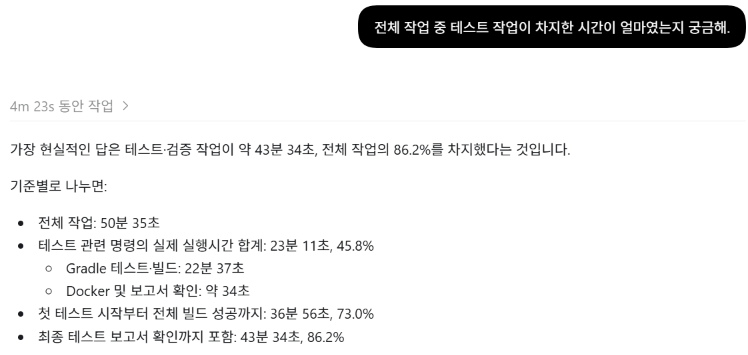 전체 작업 중 테스트 작업이 차지한 시간이 얼마였는지 궁금해.
4m 23s 동안 작업 >
가장 현실적인 답은 테스트·검증 작업이 약 43분 34초, 전체 작업의 86.2%를 차지했다는 것입니다.
기준별로 나누면:
• 전체 작업: 50분 35초
• 테스트 관련 명령의 실제 실행시간 합계: 23분 11초, 45.8%
◦ Gradle 테스트·빌드: 22분 37초
◦ Docker 및 보고서 확인: 약 34초
• 첫 테스트 시작부터 전체 빌드 성공까지: 36분 56초, 73.0%
• 최종 테스트 보고서 확인까지 포함: 43분 34초, 86.2%